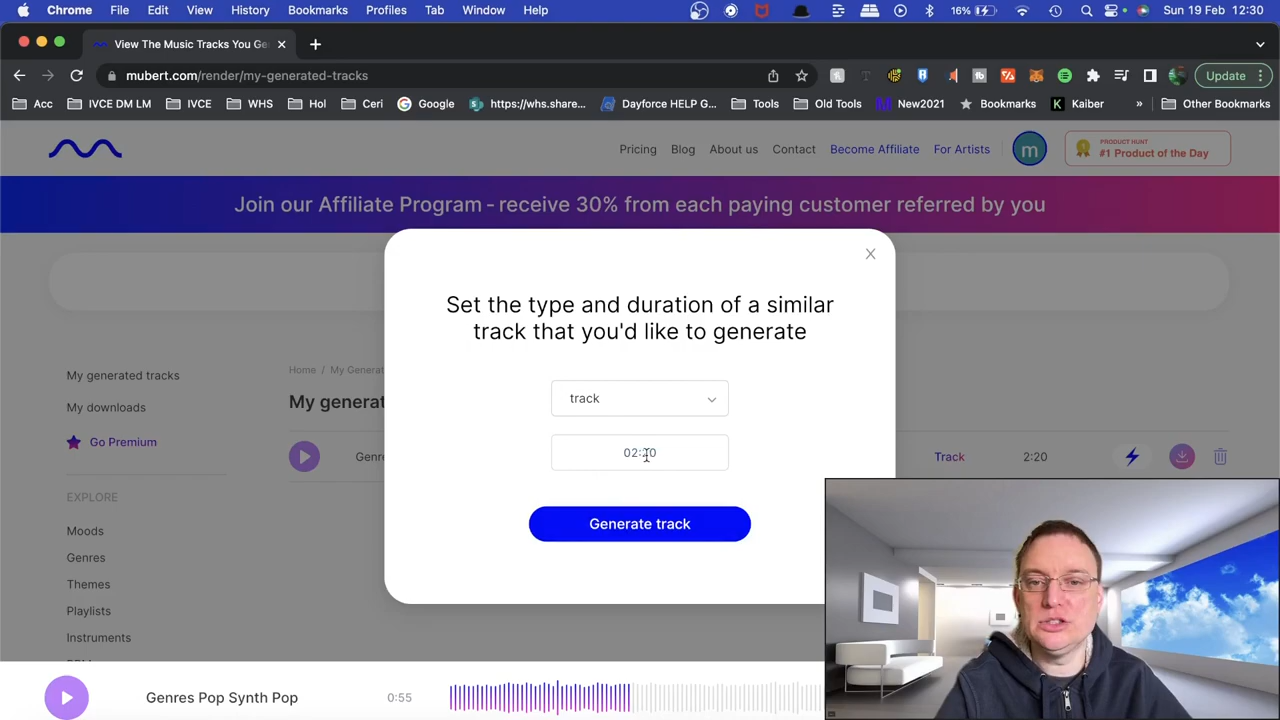 Chrome File Edit View History Bookmarks Profiles Tab Window Help 16% Sun 19 Feb 12:30
View The Music Tracks You Ge
mubert.com/render/my-generated-tracks Update
Acc IVCE DM LM IVCE WHS Hol Ceri Google https://whs.share... Dayforce HELP G... Tools Old Tools New2021 Bookmarks Kaiber » Other Bookmarks
Pricing Blog About us Contact Become Affiliate For Artists m PRODUCT HUNT
#1 Product of the Day
Join our Affiliate Program - receive 30% from each paying customer referred by you
X
Set the type and duration of a similar
track that you'd like to generate
track
02:20
Generate track
Home / My Generat
My generat
My generated tracks
My downloads
Go Premium
Genre Track 2:20
EXPLORE
Moods
Genres
Themes
Playlists
Instruments
Genres Pop Synth Pop 0:55